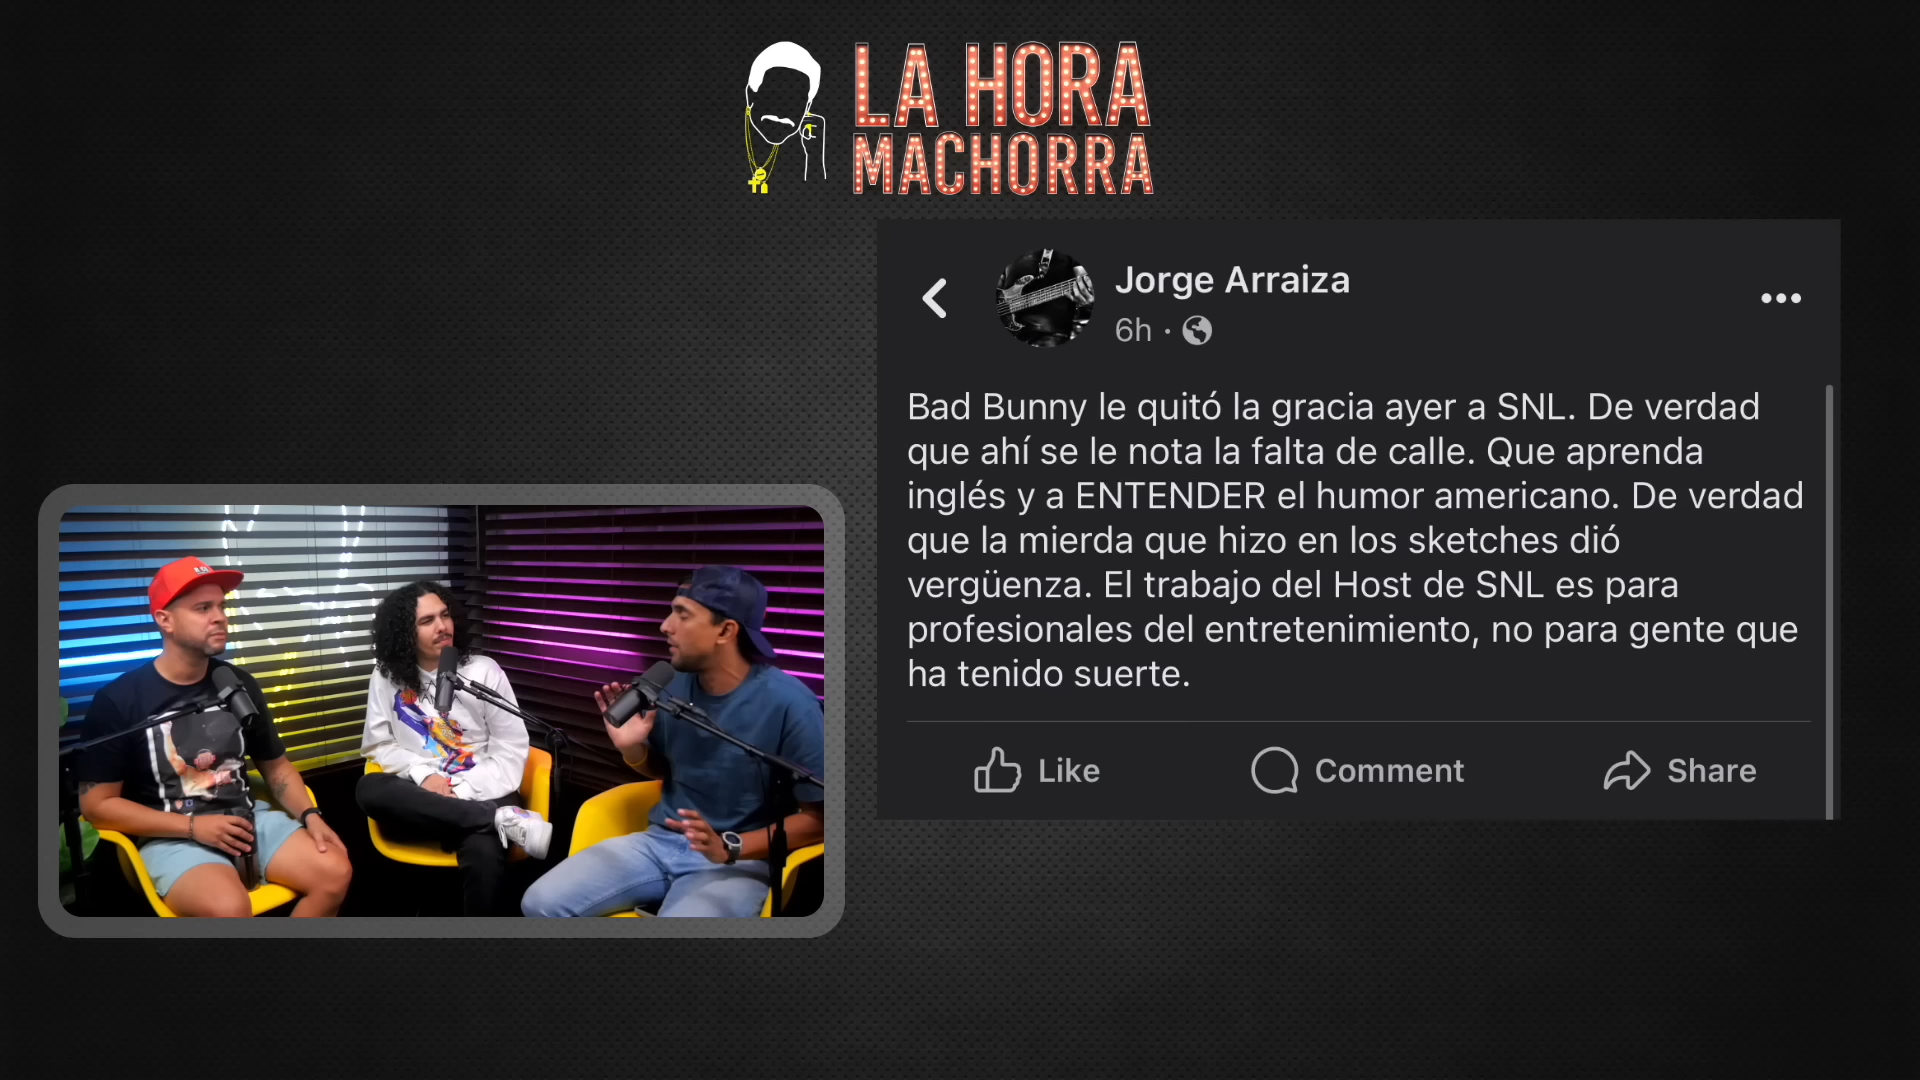 LA HORA
MACHORRA
Jorge Arraiza
6h ·
Bad Bunny le quitó la gracia ayer a SNL. De verdad
que ahí se le nota la falta de calle. Que aprenda
inglés y a ENTENDER el humor americano. De verdad
que la mierda que hizo en los sketches dió
vergüenza. El trabajo del Host de SNL es para
profesionales del entretenimiento, no para gente que
ha tenido suerte.
Like
Comment
Share